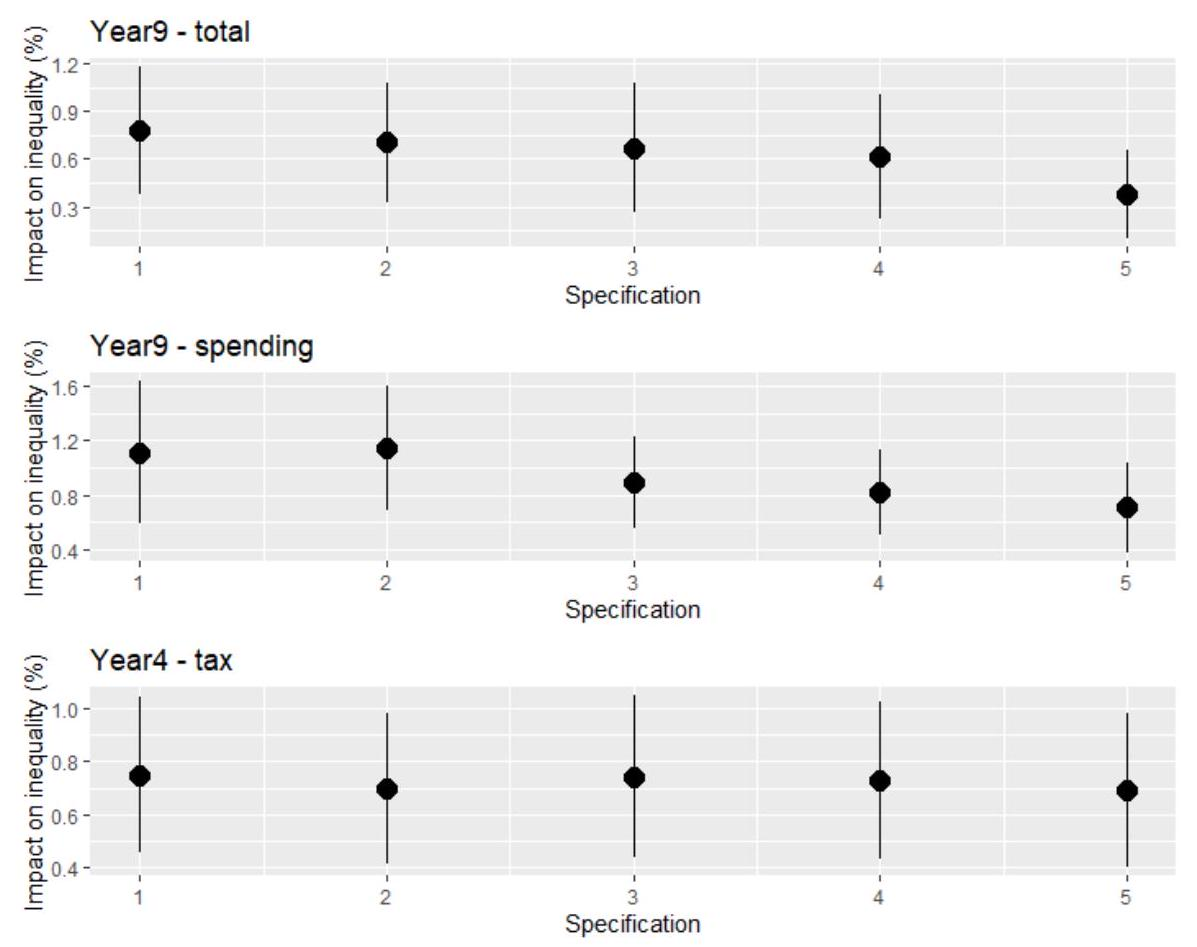 Year9 - total
Impact on inequality (%)
1.2
0.9
0.6
0.3
1 2 3 4 5
Specification
Year9 - spending
Impact on inequality (%)
1.6
1.2
0.8
0.4
1 2 3 4 5
Specification
Year4 - tax
Impact on inequality (%)
1.0
0.8
0.6
0.4
1 2 3 4 5
Specification